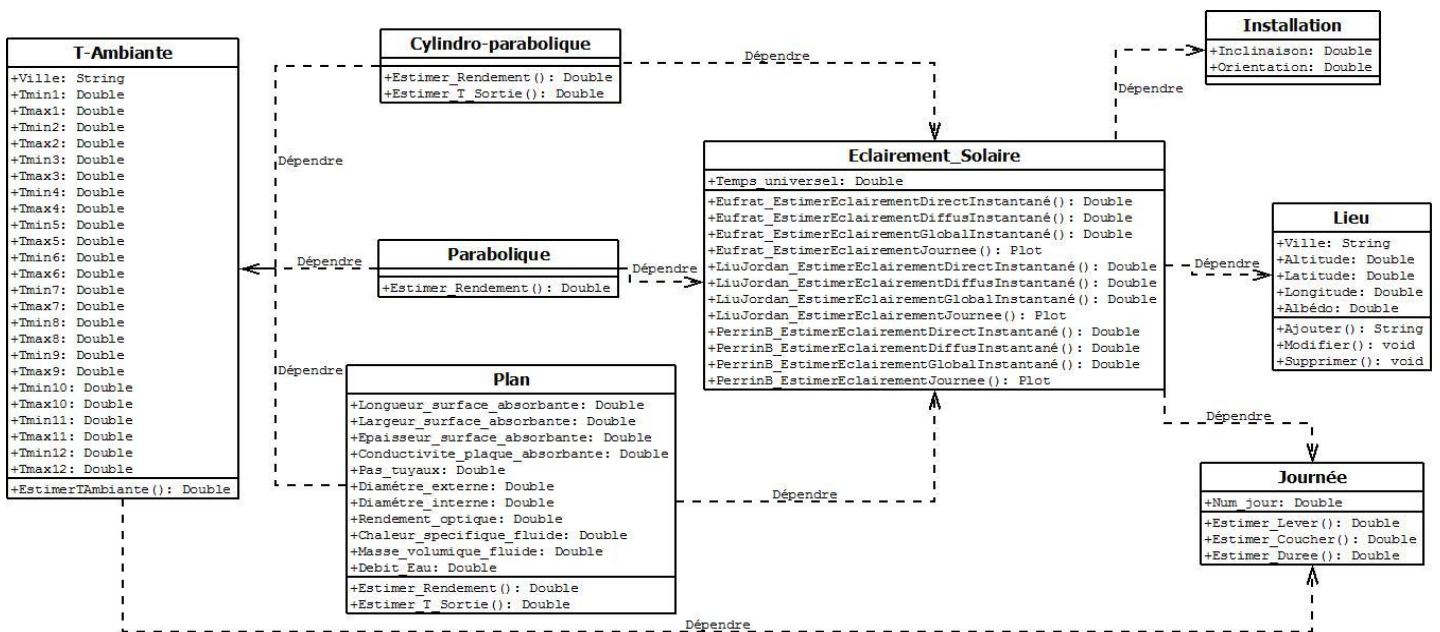 T-Ambiante
+Ville: String
+Tmin1: Double
+Tmax1: Double
+Tmin2: Double
+Tmax2: Double
+Tmin3: Double
+Tmax3: Double
+Tmin4: Double
+Tmax4: Double
+Tmin5: Double
+Tmax5: Double
+Tmin6: Double
+Tmax6: Double
+Tmin7: Double
+Tmax7: Double
+Tmin8: Double
+Tmax8: Double
+Tmin9: Double
+Tmax9: Double
+Tmin10: Double
+Tmax10: Double
+Tmin11: Double
+Tmax11: Double
+Tmin12: Double
+Tmax12: Double
+EstimerTAmbiante(): Double
Dépendre
Dépendre
Dépendre
Cylindro-parabolique
+Estimer_Rendement(): Double
+Estimer_T_Sortie(): Double
Parabolique
+Estimer_Rendement(): Double
Plan
+Longueur_surface_absorbante: Double
+Largeur_surface_absorbante: Double
+Epaisseur_surface_absorbante: Double
+Conductivite_plaque_absorbante: Double
+Pas_tuyaux: Double
+Diamétre_externe: Double
+Diamétre_interne: Double
+Rendement_optique: Double
+Chaleur_specifique_fluide: Double
+Masse_volumique_fluide: Double
+Debit_Eau: Double
+Estimer_Rendement(): Double
+Estimer_T_Sortie(): Double
Dépendre
Dépendre
Dépendre
Dépendre
Eclairement_Solaire
+Temps_universel: Double
+Eufrat_EstimerEclairementDirectInstantané(): Double
+Eufrat_EstimerEclairementDiffusInstantané(): Double
+Eufrat_EstimerEclairementGlobalInstantané(): Double
+Eufrat_EstimerEclairementJournee(): Plot
+LiuJordan_EstimerEclairementDirectInstantané(): Double
+LiuJordan_EstimerEclairementDiffusInstantané(): Double
+LiuJordan_EstimerEclairementGlobalInstantané(): Double
+LiuJordan_EstimerEclairementJournee(): Plot
+PerrinB_EstimerEclairementDirectInstantané(): Double
+PerrinB_EstimerEclairementDiffusInstantané(): Double
+PerrinB_EstimerEclairementGlobalInstantané(): Double
+PerrinB_EstimerEclairementJournee(): Plot
Dépendre
Dépendre
Dépendre
Installation
+Inclinaison: Double
+Orientation: Double
Lieu
+Ville: String
+Altitude: Double
+Latitude: Double
+Longitude: Double
+Albédo: Double
+Ajouter(): String
+Modifier(): void
+Supprimer(): void
Journée
+Num_jour: Double
+Estimer_Lever(): Double
+Estimer_Coucher(): Double
+Estimer_Duree(): Double